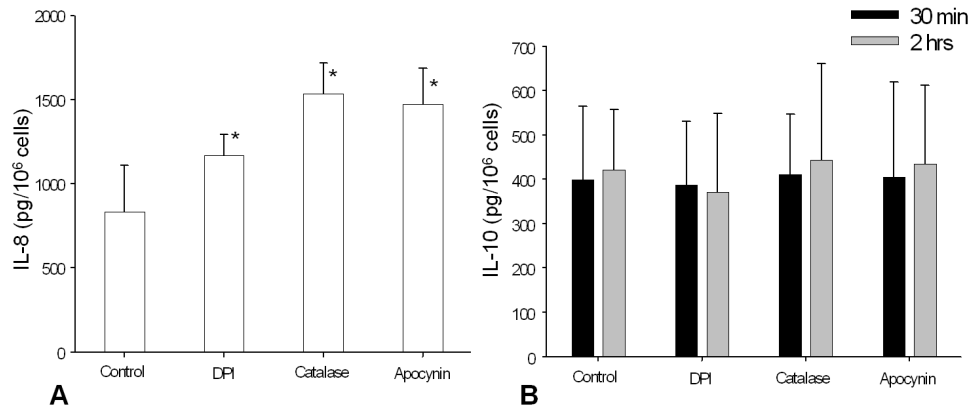 2000
1500
1000
500
0
IL-8 (pg/10⁶ cells)
*
*
*
Control DPI Catalase Apocynin
A
30 min
2 hrs
700
600
500
400
300
200
100
0
IL-10 (pg/10⁶ cells)
Control DPI Catalase Apocynin
B